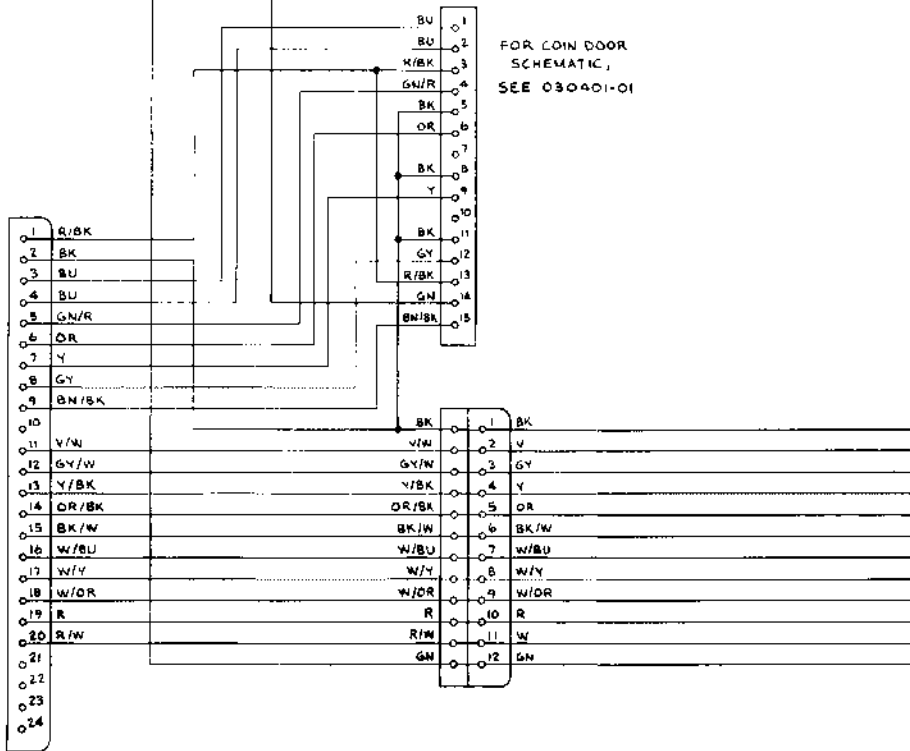 BU 1
BU 2
R/BK 3
GN/R 4
BK 5
OR 6
7
BK 8
Y 9
10
BK 11
GY 12
R/BK 13
GN 14
BN/BK 15
FOR COIN DOOR
SCHEMATIC,
SEE 030401-01
1 R/BK
2 BK
3 BU
4 BU
5 GN/R
6 OR
7 Y
8 GY
9 BN/BK
10
11 V/W
12 GY/W
13 Y/BK
14 OR/BK
15 BK/W
16 W/BU
17 W/Y
18 W/OR
19 R
20 R/W
21
22
23
24
BK 1 BK
V/W 2 V
GY/W 3 GY
Y/BK 4 Y
OR/BK 5 OR
BK/W 6 BK/W
W/BU 7 W/BU
W/Y 8 W/Y
W/OR 9 W/OR
R 10 R
R/W 11 W
GN 12 GN